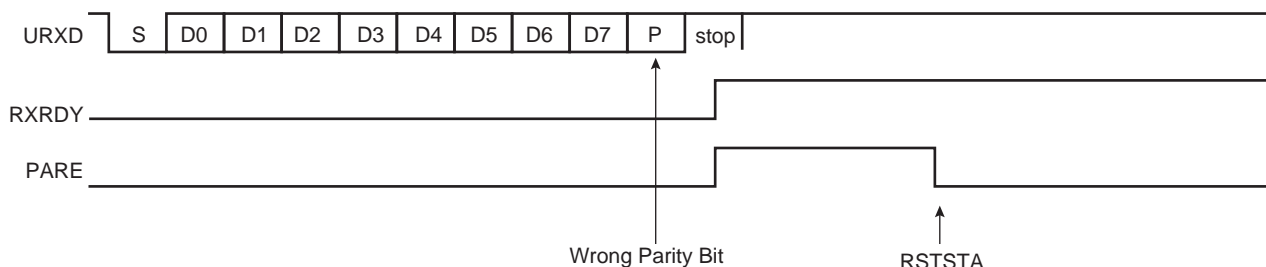 URXD S D0 D1 D2 D3 D4 D5 D6 D7 P stop
RXRDY
PARE
Wrong Parity Bit RSTSTA